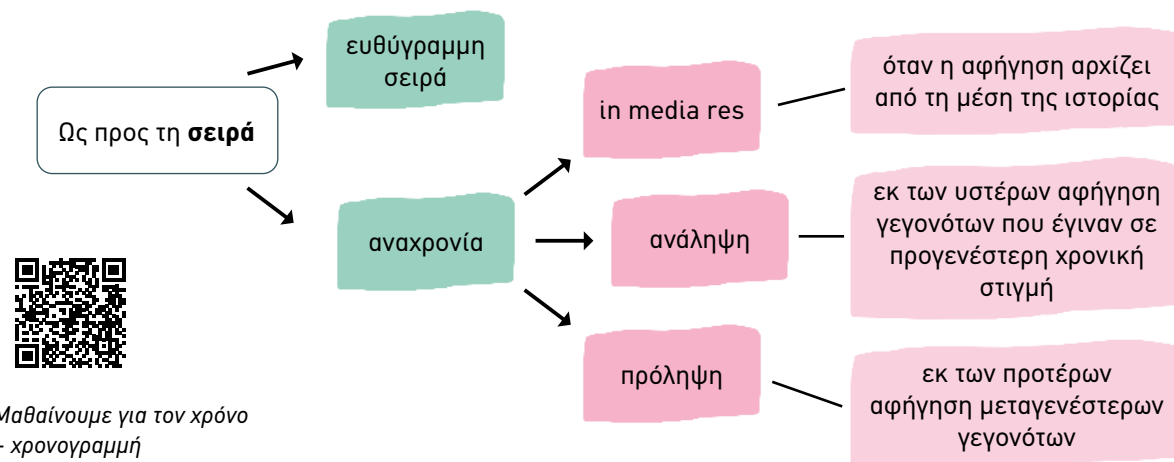 Ως προς τη σειρά
ευθύγραμμη
σειρά
αναχρονία
in media res
όταν η αφήγηση αρχίζει
από τη μέση της ιστορίας
ανάληψη
εκ των υστέρων αφήγηση
γεγονότων που έγιναν σε
προγενέστερη χρονική
στιγμή
πρόληψη
εκ των προτέρων
αφήγηση μεταγενέστερων
γεγονότων
Μαθαίνουμε για τον χρόνο
- χρονογραμμή